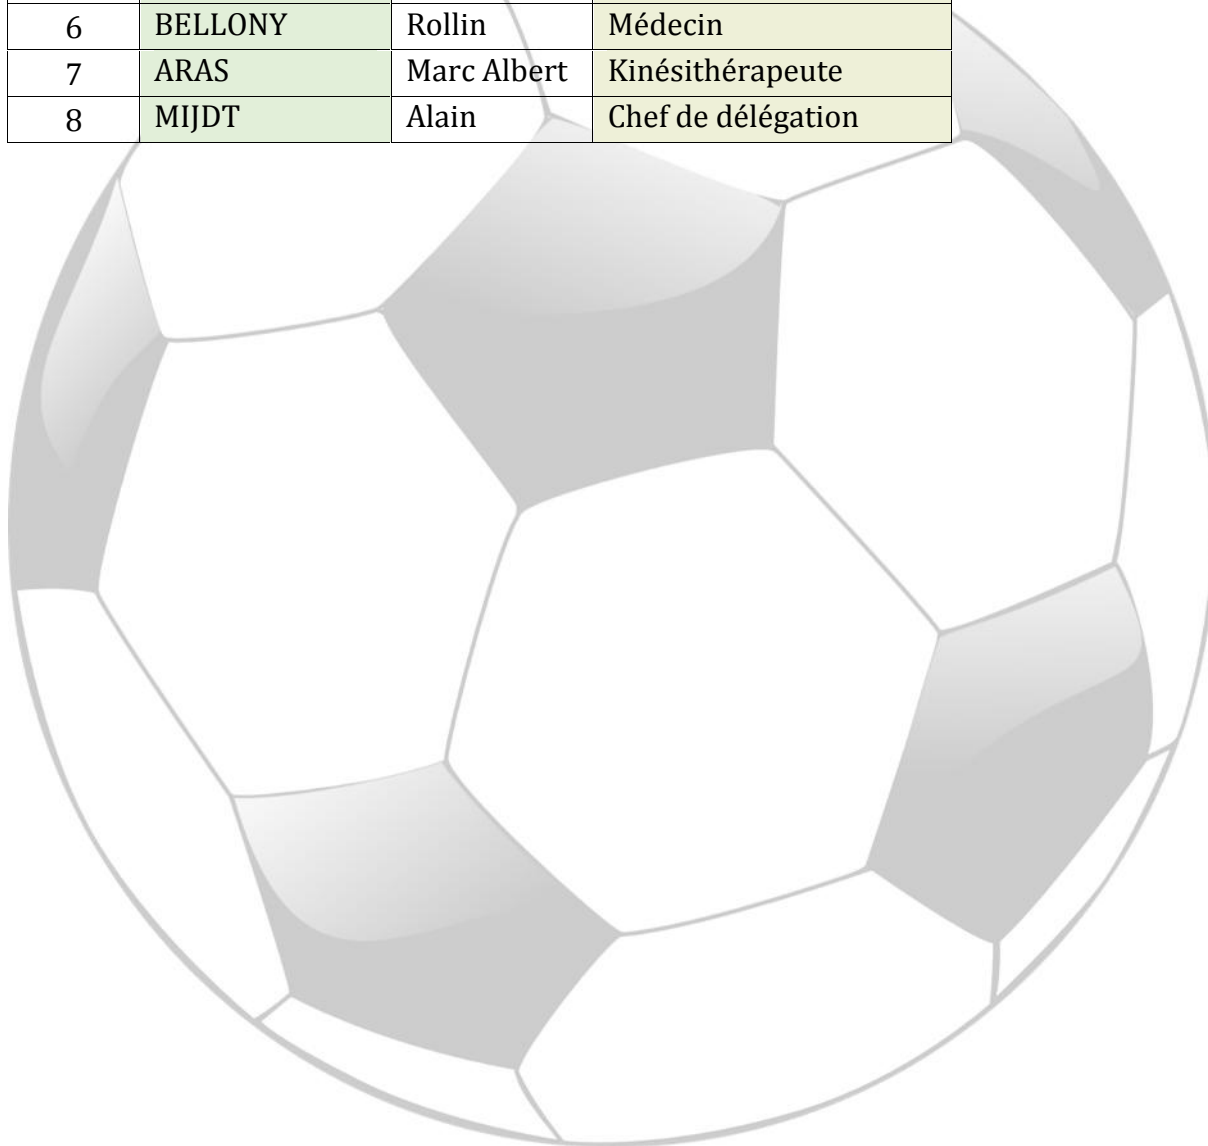 6 BELLONY Rollin Médecin
7 ARAS Marc Albert Kinésithérapeute
8 MIJDT Alain Chef de délégation